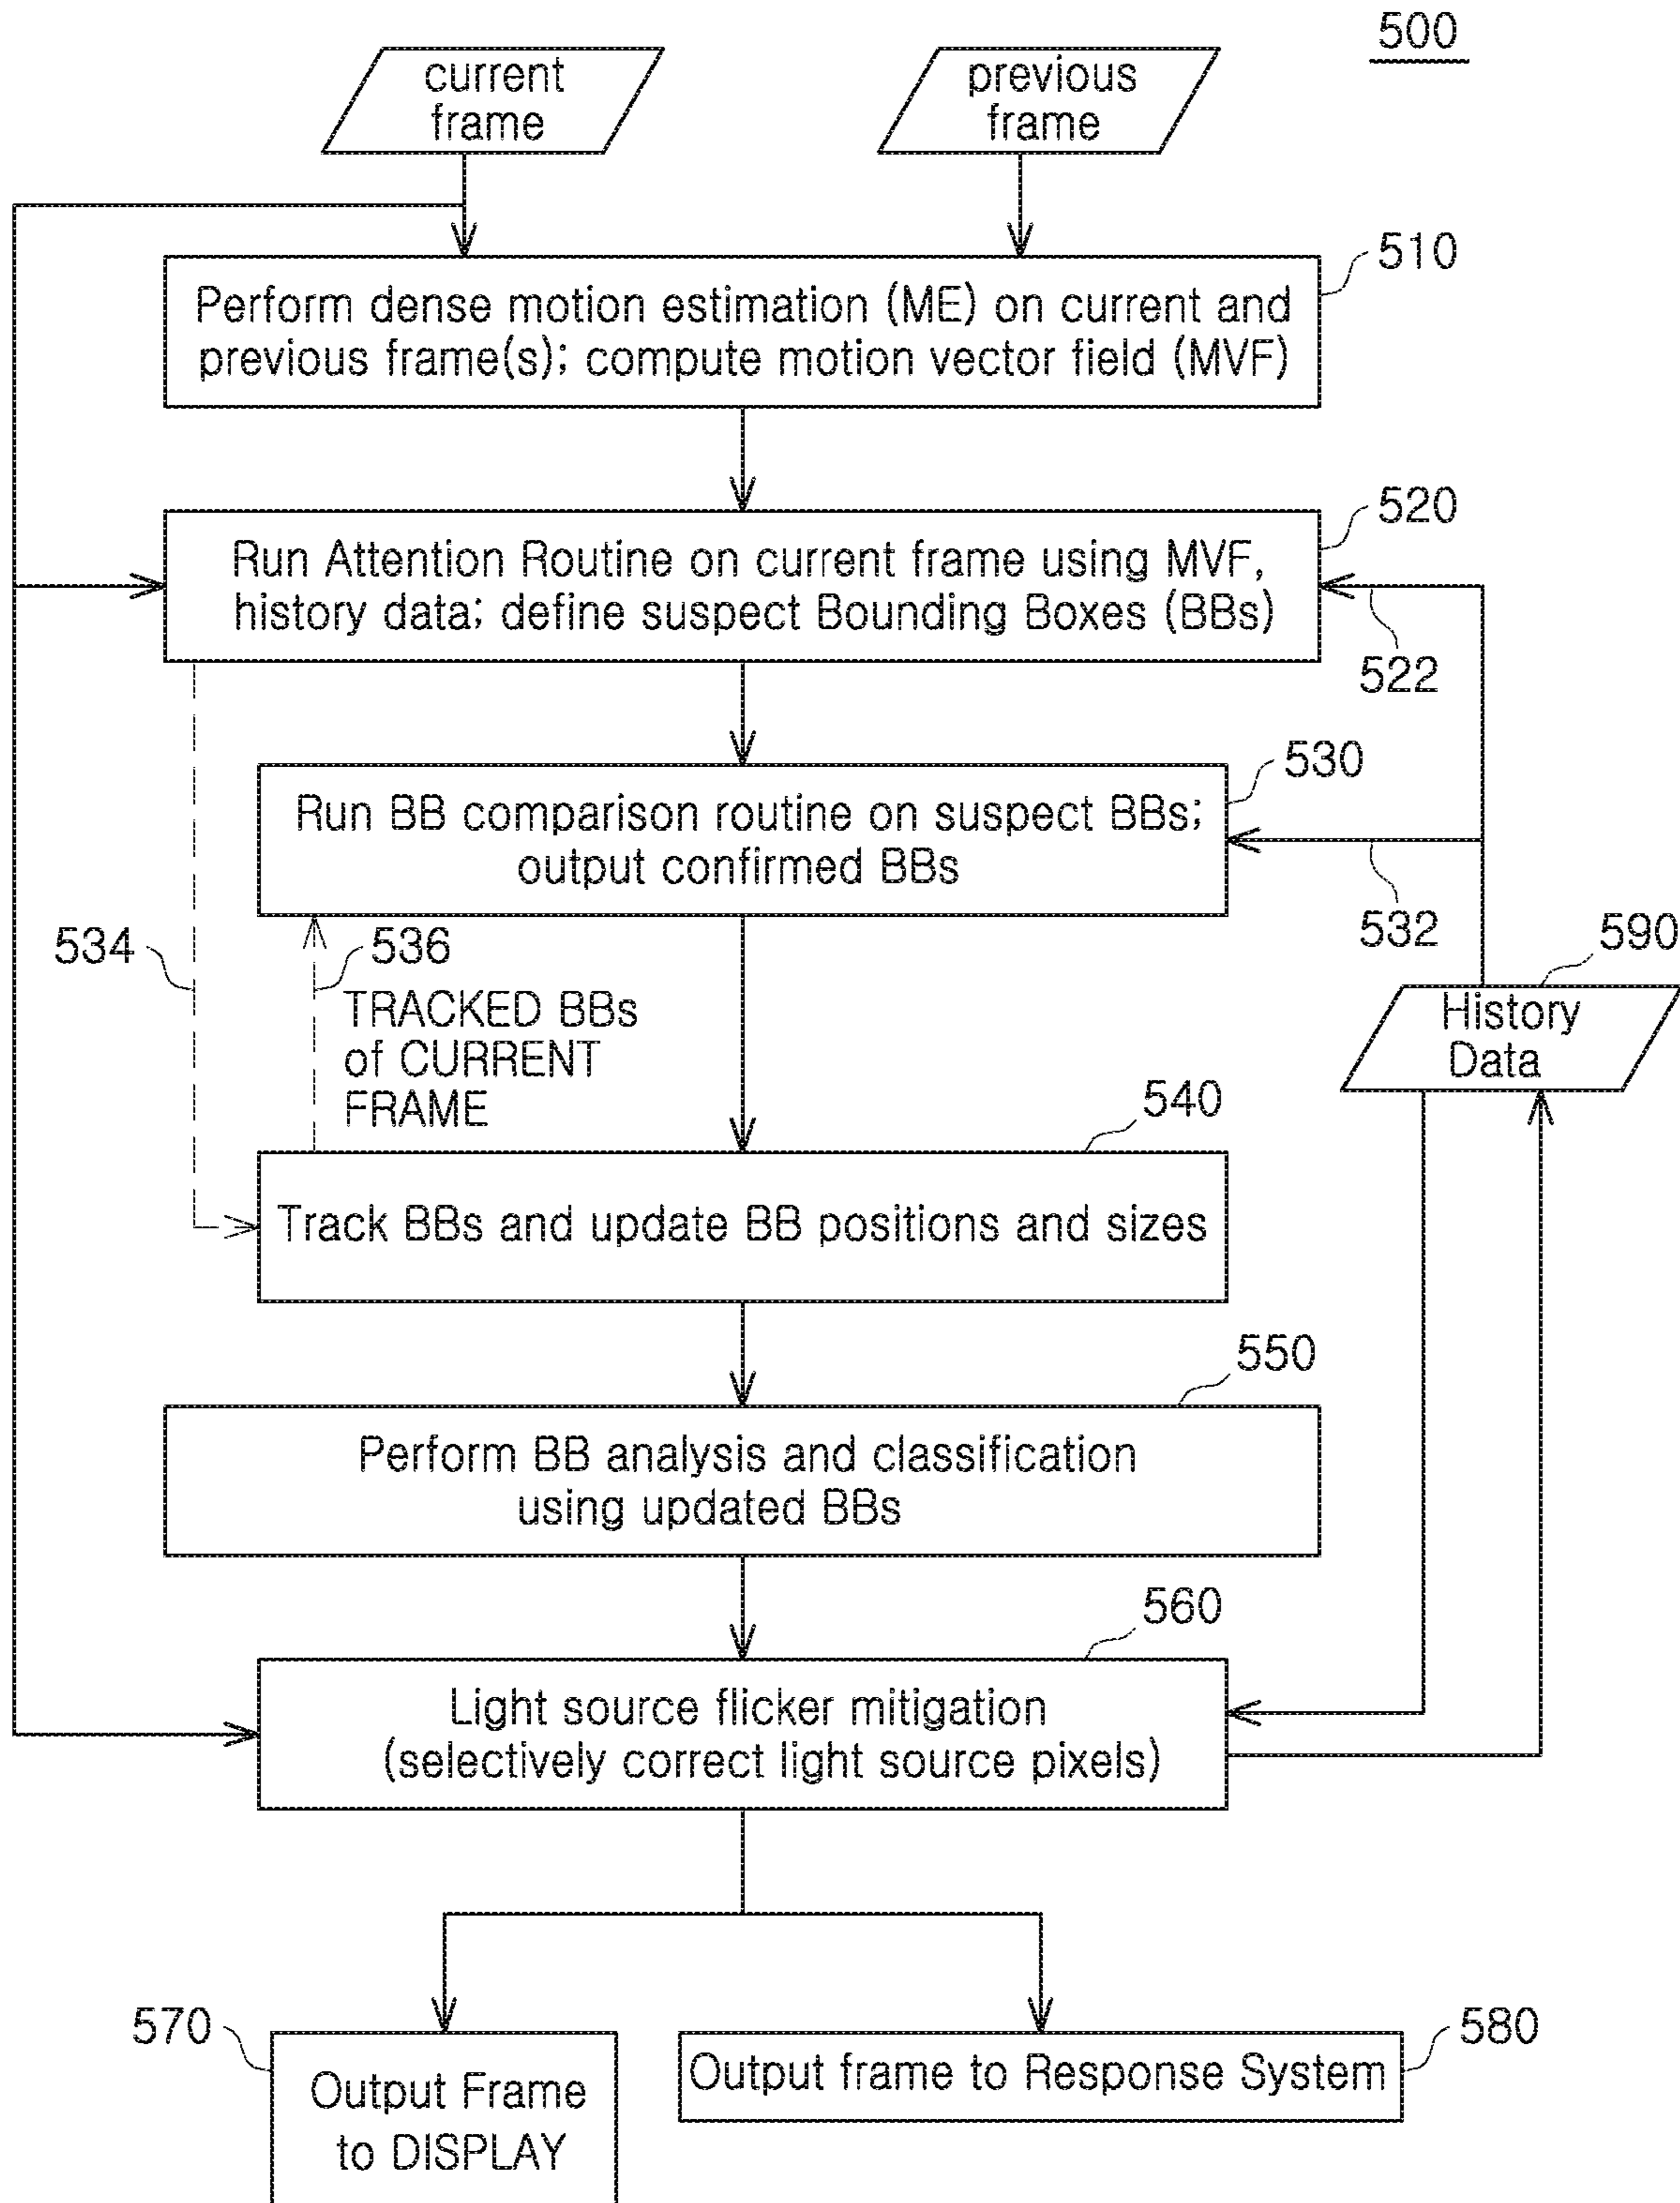 500
current
frame
previous
frame
510
Perform dense motion estimation (ME) on current and
previous frame(s); compute motion vector field (MVF)
520
Run Attention Routine on current frame using MVF,
history data; define suspect Bounding Boxes (BBs)
522
530
Run BB comparison routine on suspect BBs;
output confirmed BBs
532
534
536
TRACKED BBs
of CURRENT
FRAME
590
History
Data
540
Track BBs and update BB positions and sizes
550
Perform BB analysis and classification
using updated BBs
560
Light source flicker mitigation
(selectively correct light source pixels)
570
Output Frame
to DISPLAY
580
Output frame to Response System